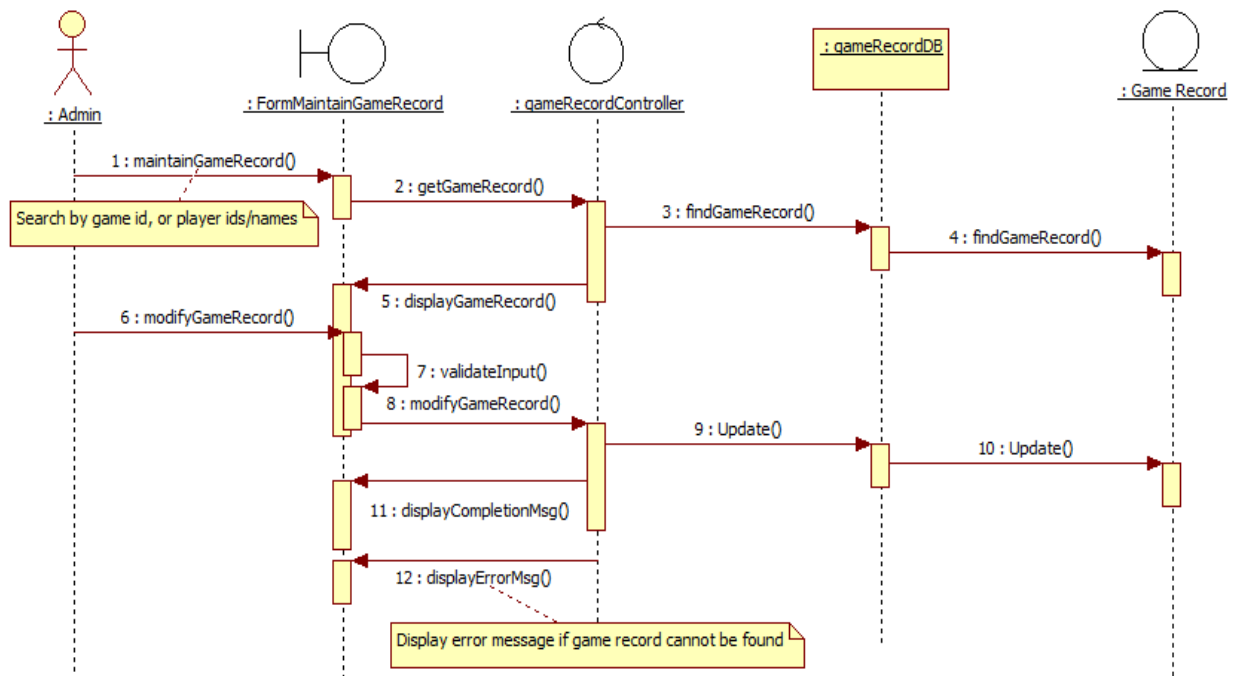 : Admin
: FormMaintainGameRecord
: gameRecordController
: gameRecordDB
: Game Record
1 : maintainGameRecord()
Search by game id, or player ids/names
2 : getGameRecord()
3 : findGameRecord()
4 : findGameRecord()
5 : displayGameRecord()
6 : modifyGameRecord()
7 : validateInput()
8 : modifyGameRecord()
9 : Update()
10 : Update()
11 : displayCompletionMsg()
12 : displayErrorMsg()
Display error message if game record cannot be found